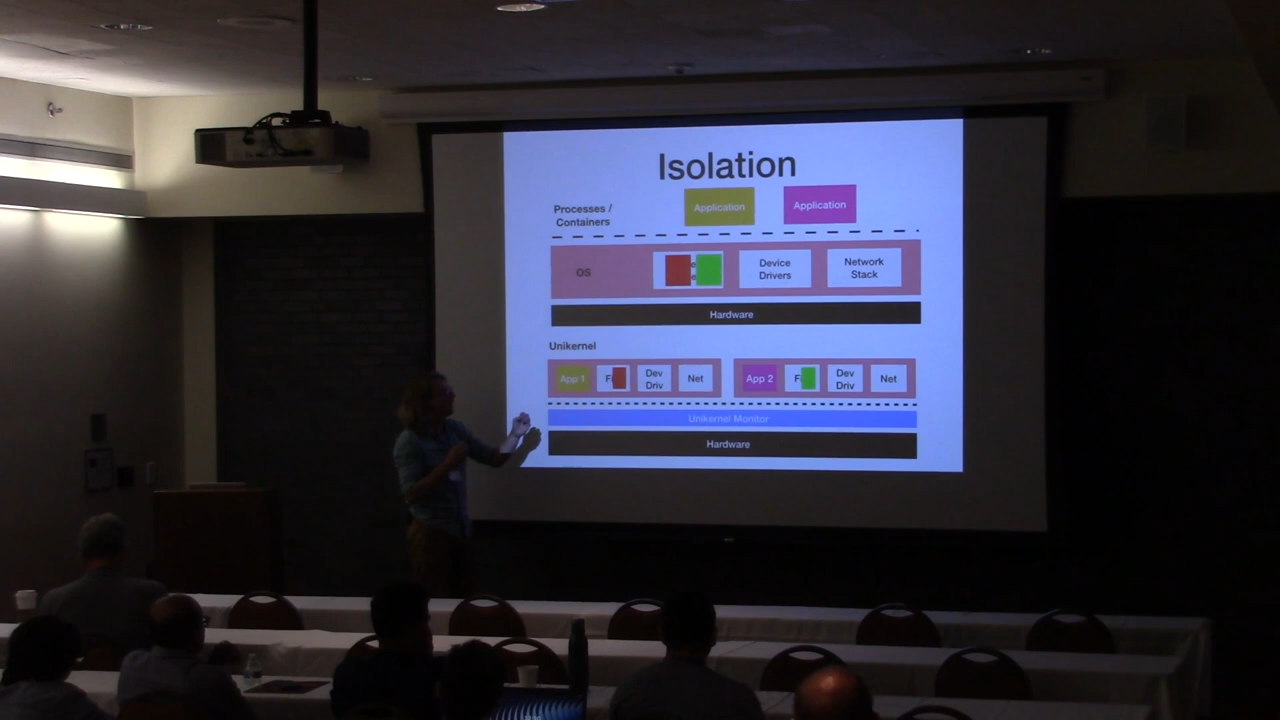 Isolation
Processes /
Containers
Application
Application
OS
Device
Drivers
Network
Stack
Hardware
Unikernel
App 1
Dev
Driv
Net
App 2
Dev
Driv
Net
Unikernel Monitor
Hardware